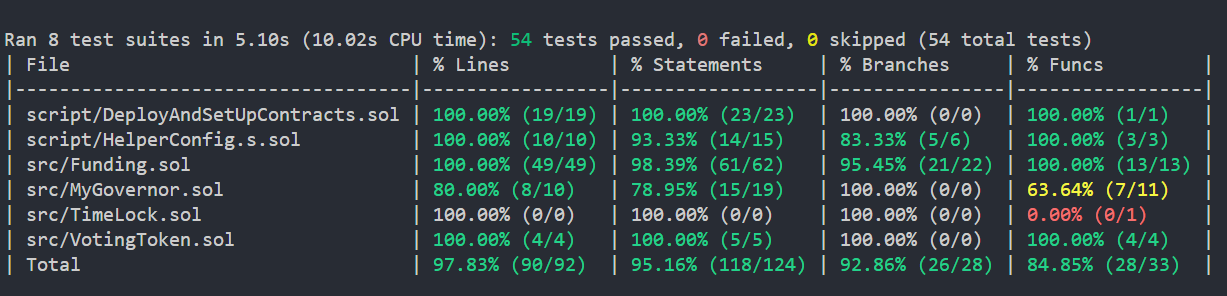 Ran 8 test suites in 5.10s (10.02s CPU time): 54 tests passed, 0 failed, 0 skipped (54 total tests)
| File                                | % Lines         | % Statements     | % Branches     | % Funcs         |
|-------------------------------------|-----------------|------------------|----------------|-----------------|
| script/DeployAndSetUpContracts.sol | 100.00% (19/19) | 100.00% (23/23) | 100.00% (0/0) | 100.00% (1/1) |
| script/HelperConfig.s.sol | 100.00% (10/10) | 93.33% (14/15) | 83.33% (5/6) | 100.00% (3/3) |
| src/Funding.sol | 100.00% (49/49) | 98.39% (61/62) | 95.45% (21/22) | 100.00% (13/13) |
| src/MyGovernor.sol | 80.00% (8/10) | 78.95% (15/19) | 100.00% (0/0) | 63.64% (7/11) |
| src/TimeLock.sol | 100.00% (0/0) | 100.00% (0/0) | 100.00% (0/0) | 0.00% (0/1) |
| src/VotingToken.sol | 100.00% (4/4) | 100.00% (5/5) | 100.00% (0/0) | 100.00% (4/4) |
| Total | 97.83% (90/92) | 95.16% (118/124) | 92.86% (26/28) | 84.85% (28/33) |